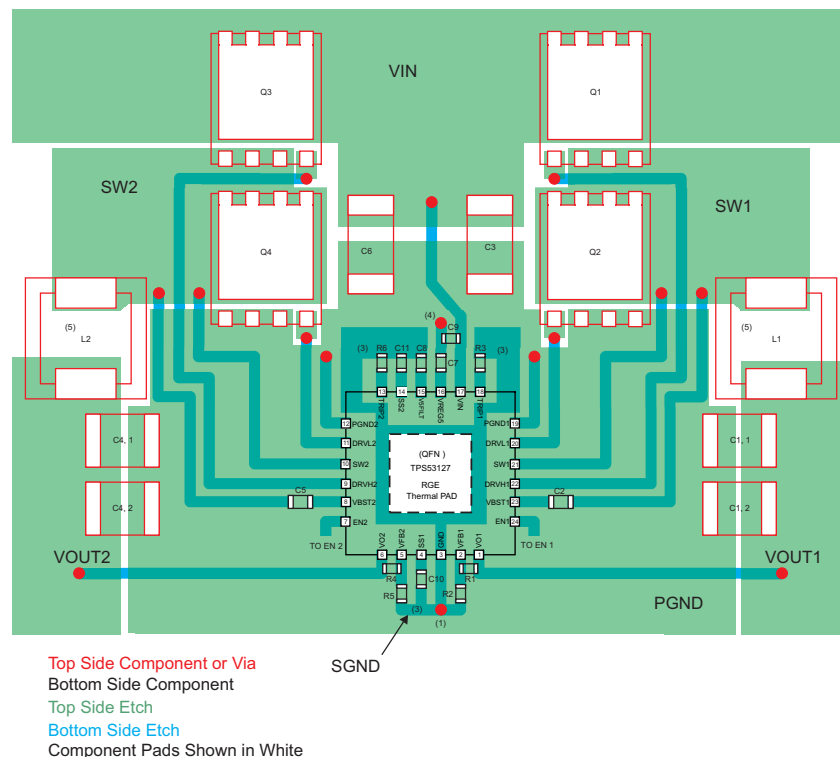 VIN
Q3
Q1
SW2
SW1
Q4
C6
C3
Q2
(5)
L2
(5)
L1
(4)
C9
(3)
R6
C11
C8
C7
R3
(3)
13
14
15
16
17
18
TRIP2
SS2
V5FILT
VREG5
VIN
TRIP1
12
PGND2
PGND1
19
11
DRVL2
DRVL1
20
10
SW2
SW1
21
9
DRVH2
DRVH1
22
8
VBST2
VBST1
23
7
EN2
EN1
24
(QFN )
TPS53127
RGE
Thermal PAD
C4, 1
C1, 1
C5
C2
C4, 2
C1, 2
TO EN 2
TO EN 1
VO2
VFB2
SS1
GND
VFB1
VO1
6
5
4
3
2
1
VOUT2
VOUT1
R4
C10
R1
R5
R2
(3)
(1)
PGND
SGND
Top Side Component or Via
Bottom Side Component
Top Side Etch
Bottom Side Etch
Component Pads Shown in White